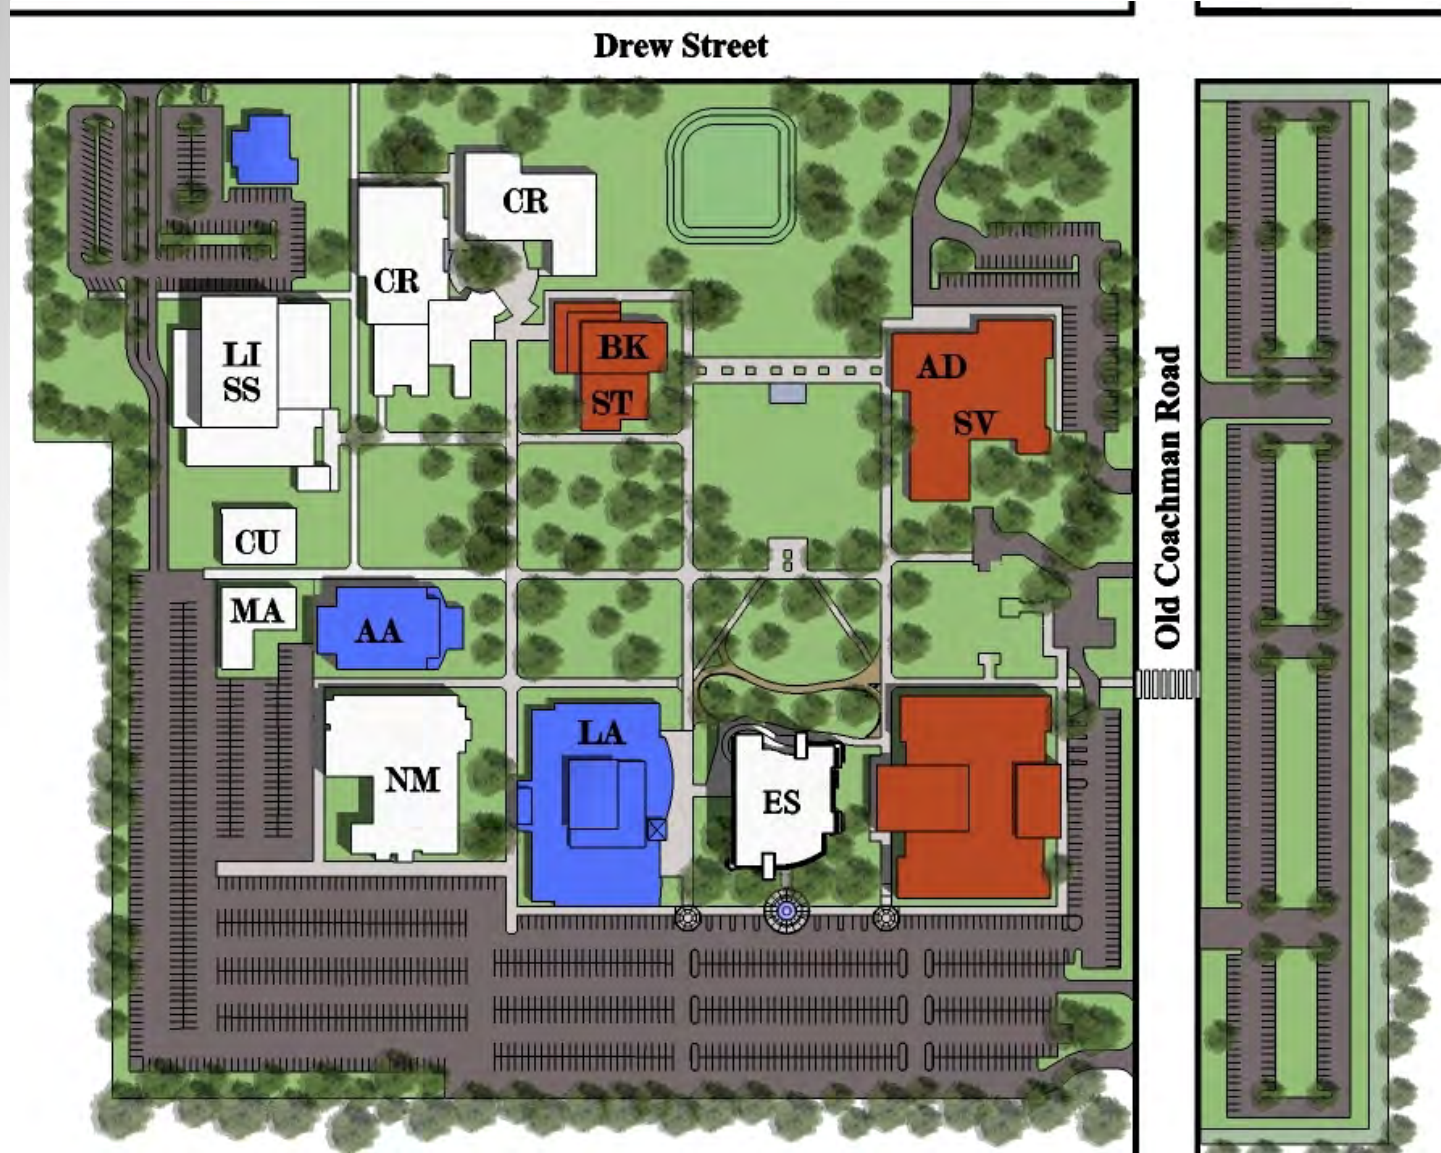 Drew Street
CR
CR
LI
SS
BK
ST
AD
SV
Old Coachman Road
CU
MA
AA
LA
NM
ES